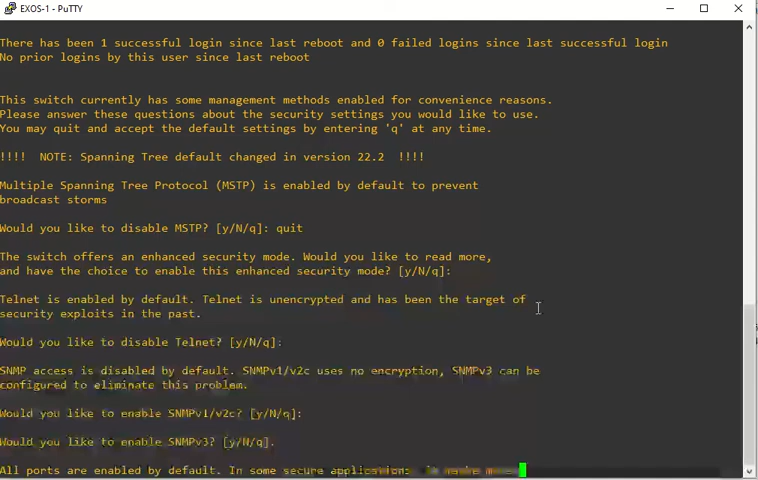 EXOS-1 - PuTTY
There has been 1 successful login since last reboot and 0 failed logins since last successful login
No prior logins by this user since last reboot
This switch currently has some management methods enabled for convenience reasons.
Please answer these questions about the security settings you would like to use.
You may quit and accept the default settings by entering 'q' at any time.
!!!! NOTE: Spanning Tree default changed in version 22.2 !!!!
Multiple Spanning Tree Protocol (MSTP) is enabled by default to prevent
broadcast storms
Would you like to disable MSTP? [y/N/q]: quit
The switch offers an enhanced security mode. Would you like to read more,
and have the choice to enable this enhanced security mode? [y/N/q]:
Telnet is enabled by default. Telnet is unencrypted and has been the target of
security exploits in the past.
Would you like to disable Telnet? [y/N/q]:
SNMP access is disabled by default. SNMPv1/v2c uses no encryption, SNMPv3 can be
configured to eliminate this problem.
Would you like to enable SNMPv1/v2c? [y/N/q]:
Would you like to enable SNMPv3? [y/N/q].
All ports are enabled by default. In some secure